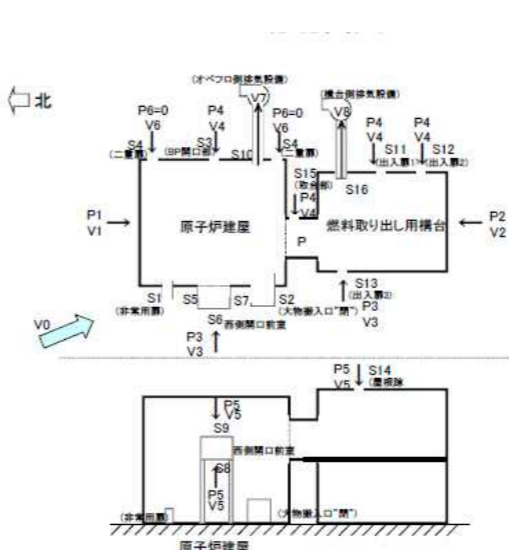 (オペフロ側排気設備)
(構台側排気設備)
北
V7
V8
P6=0
V6
P4
V4
P6=0
V6
P4
V4
P4
V4
S4
(二重扉)
S3
(BP開口部)
S10
S4
(二重扉)
S11
(出入扉1)
S12
(出入扉2)
S15
(取合部)
S16
P4
V4
P1
V1
原子炉建屋
燃料取り出し用構台
P2
V2
P
S1
(非常用扉)
S5
S7
S2
(大物搬入口"閉")
S13
(出入扉3)
S6
西側開口前室
P3
V3
P3
V3
V0
P5
V5
S14
(屋根隙
P5
V5
S9
西側開口前室
S8
P5
V5
(非常用扉)
(大物搬入口"閉")
原子炉建屋